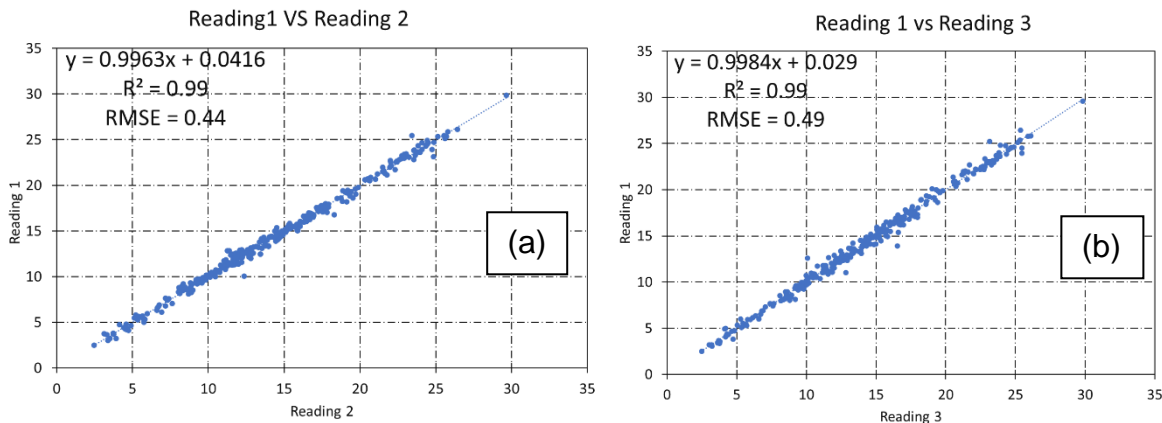 Reading1 VS Reading 2
y = 0.9963x + 0.0416
R² = 0.99
RMSE = 0.44
35
30
25
20
15
10
5
0
Reading 1
(a)
0 5 10 15 20 25 30 35
Reading 2
Reading 1 vs Reading 3
y = 0.9984x + 0.029
R² = 0.99
RMSE = 0.49
35
30
25
20
15
10
5
0
Reading 1
(b)
0 5 10 15 20 25 30 35
Reading 3